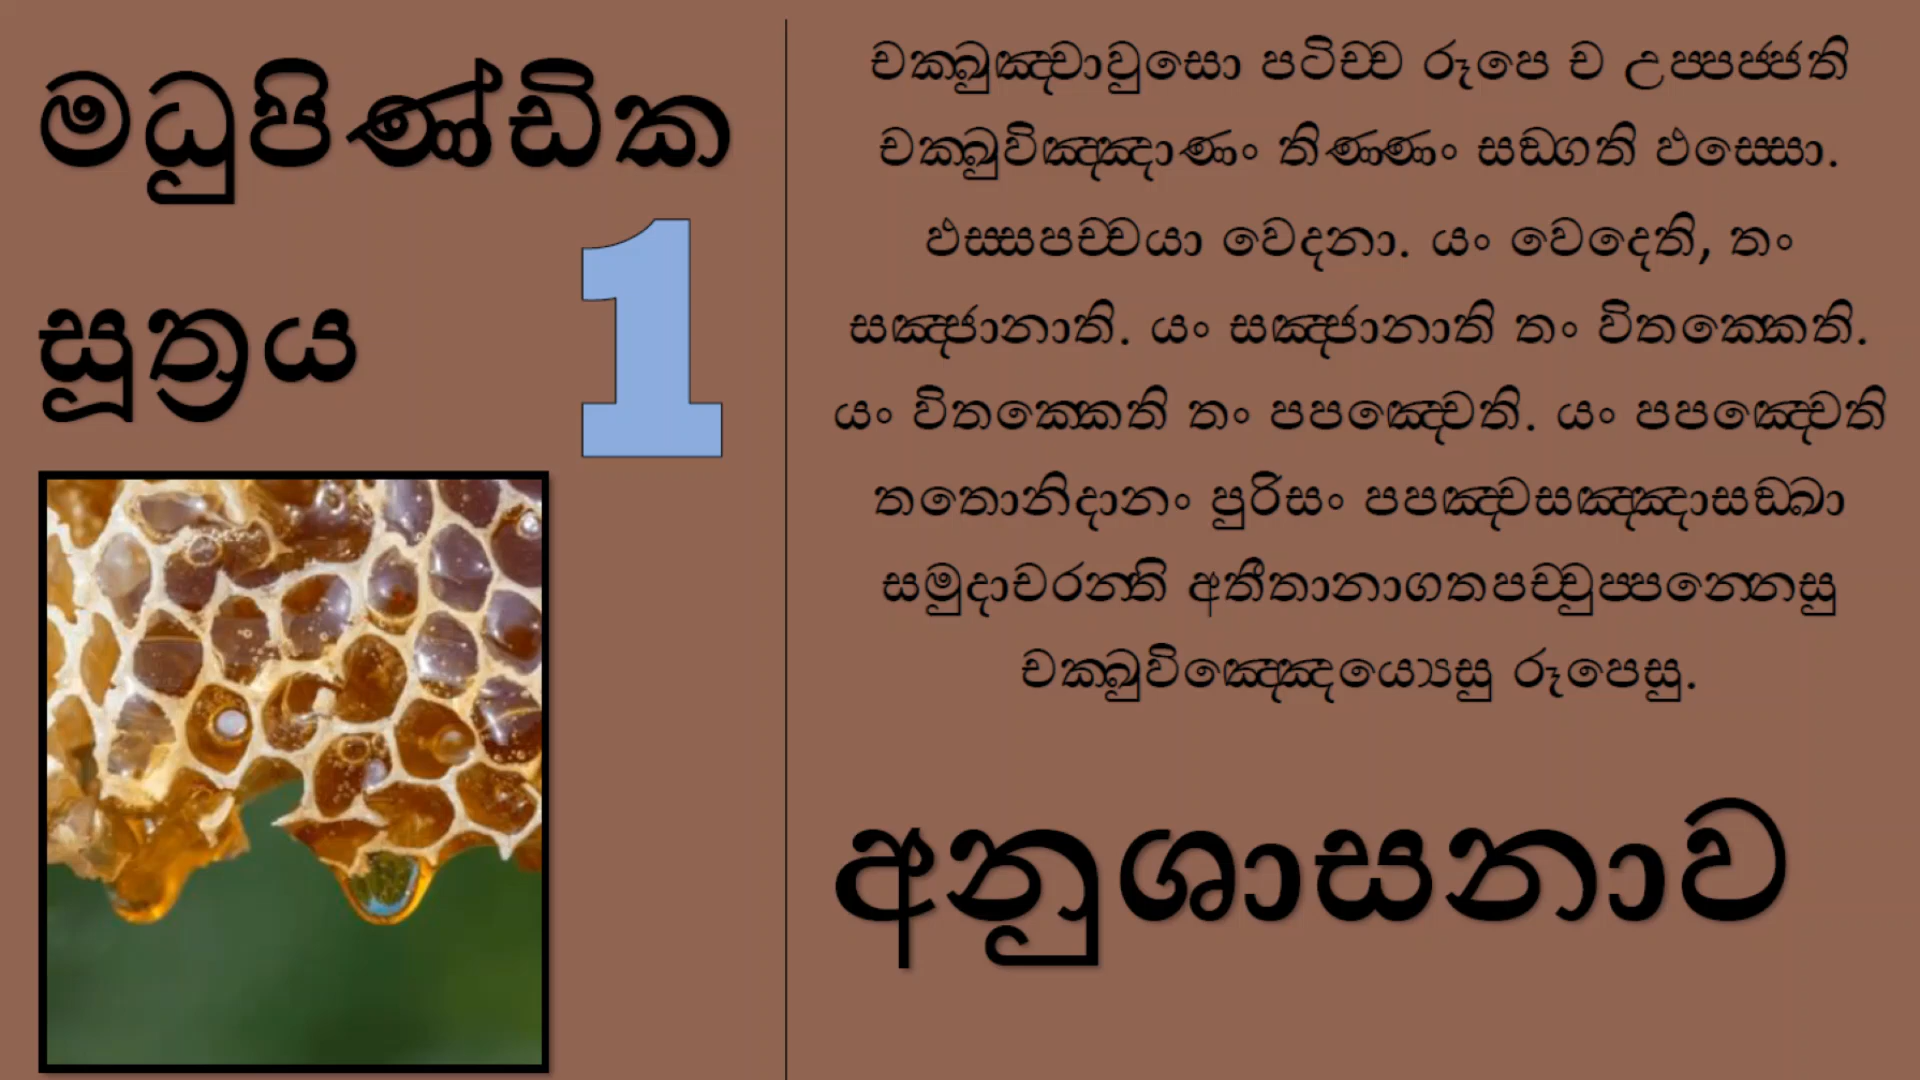 මධුපිණ්ඩික
සූත්‍රය
1
චක‍්ඛුඤ‍්චාවුසො පටිච‍්ච රූපෙ ච උප‍්පජ‍්ජති
චක‍්ඛුවිඤ‍්ඤාණං තිණ‍්ණං සඞ‍්ගති ඵස‍්සො.
ඵස‍්සපච‍්චයා වෙදනා. යං වෙදෙති, තං
සඤ‍්ජානාති. යං සඤ‍්ජානාති තං විතක‍්කෙති.
යං විතක‍්කෙති තං පපඤ‍්චෙති. යං පපඤ‍්චෙති
තතොනිදානං පුරිසං පපඤ‍්චසඤ‍්ඤාසඞ‍්ඛා
සමුදාචරන‍්ති අතීතානාගතපච‍්චුප‍්පන‍්නෙසු
චක‍්ඛුවිඤ‍්ඤෙය්‍යෙසු රූපෙසු.
අනුශාසනාව